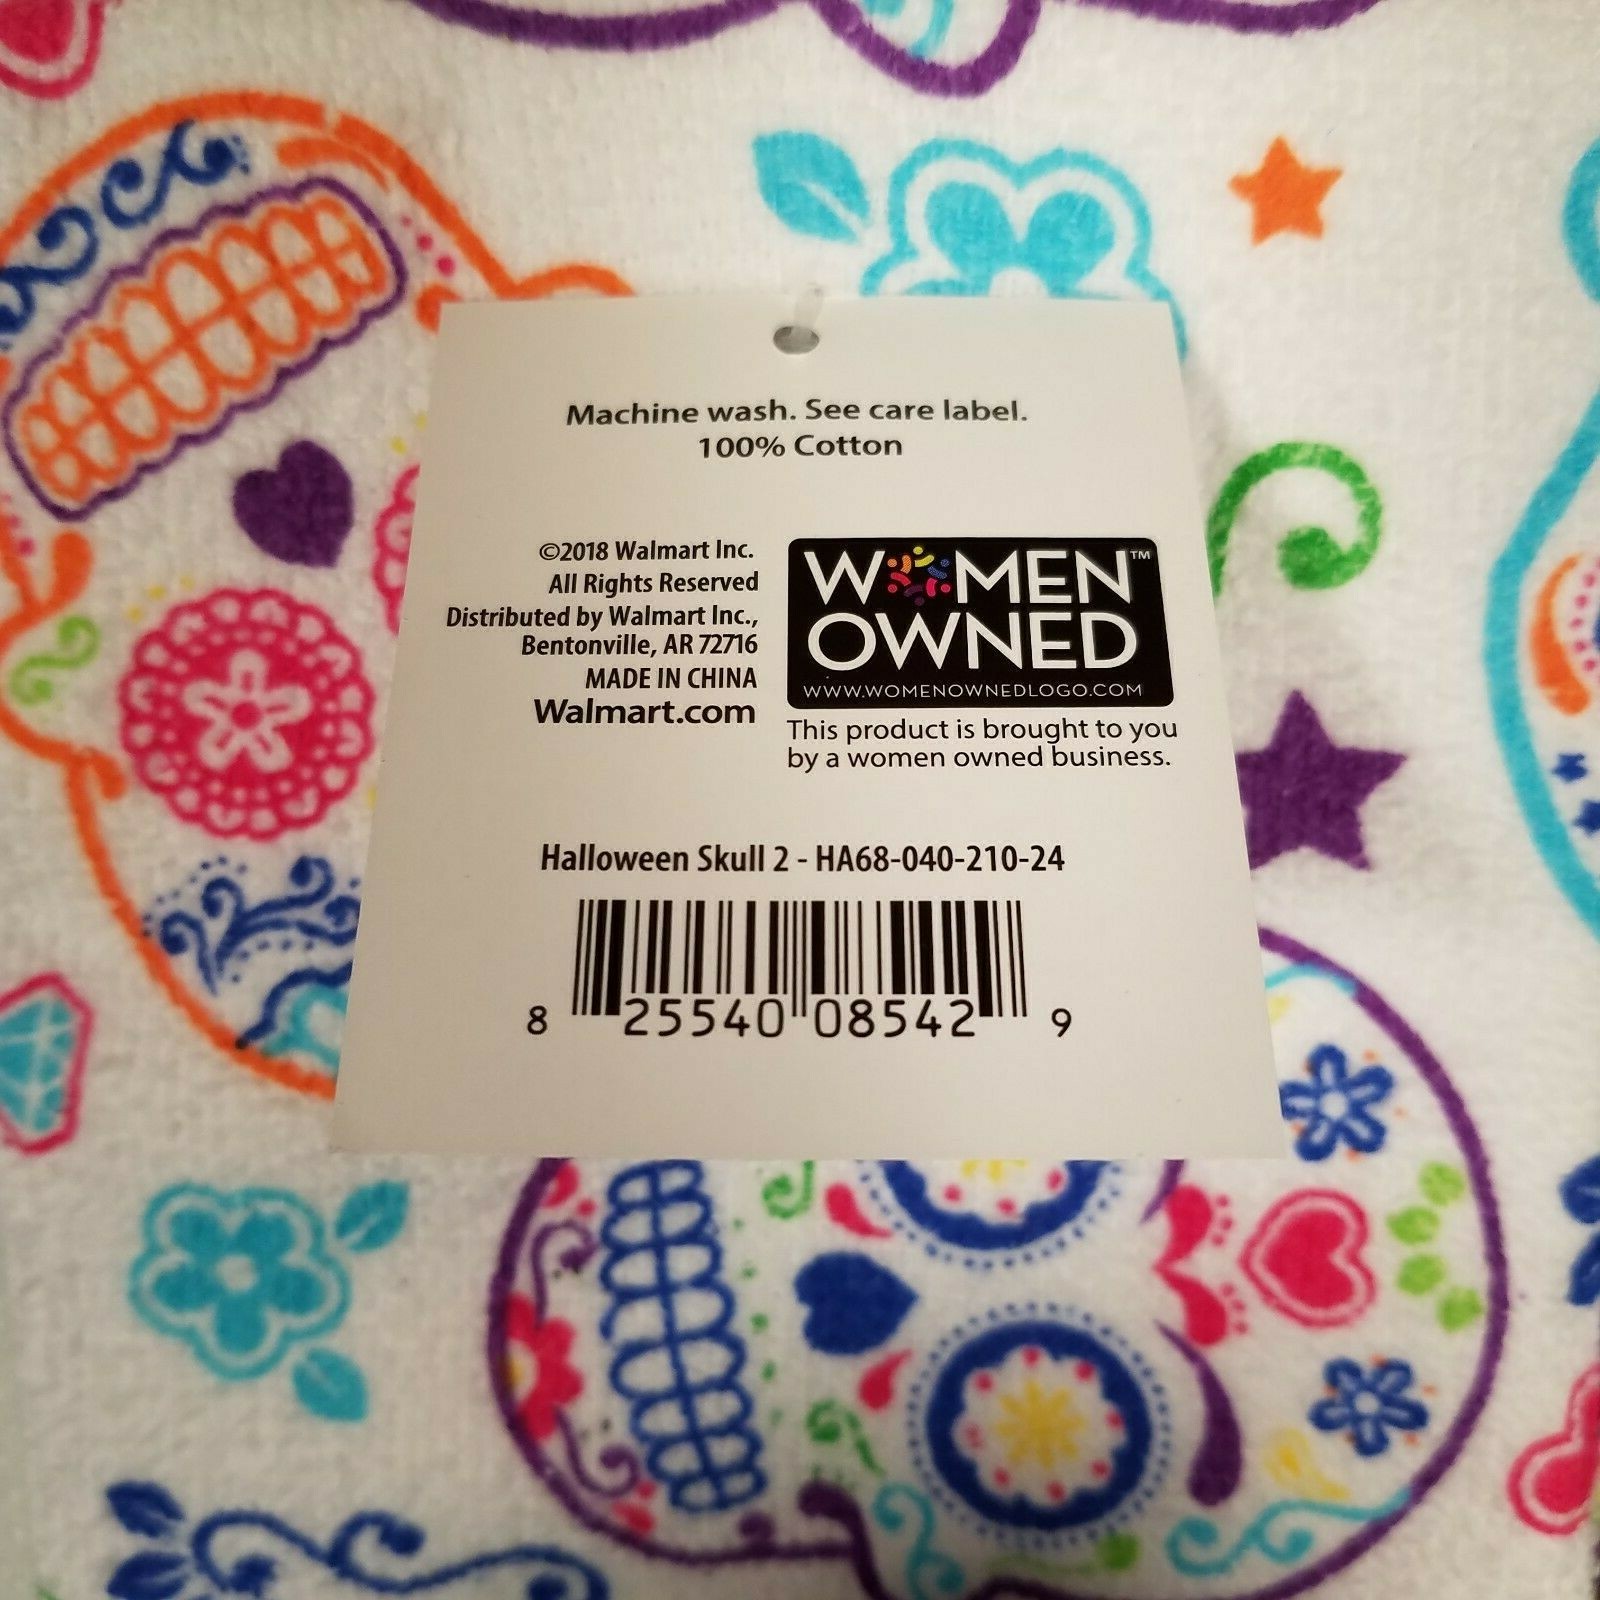 Machine wash. See care label.
100% Cotton
©2018 Walmart Inc.
All Rights Reserved
Distributed by Walmart Inc.,
Bentonville, AR 72716
MADE IN CHINA
Walmart.com
WOMEN™
OWNED
WWW.WOMENOWNEDLOGO.COM
This product is brought to you
by a women owned business.
Halloween Skull 2 - HA68-040-210-24
8 25540 08542 9